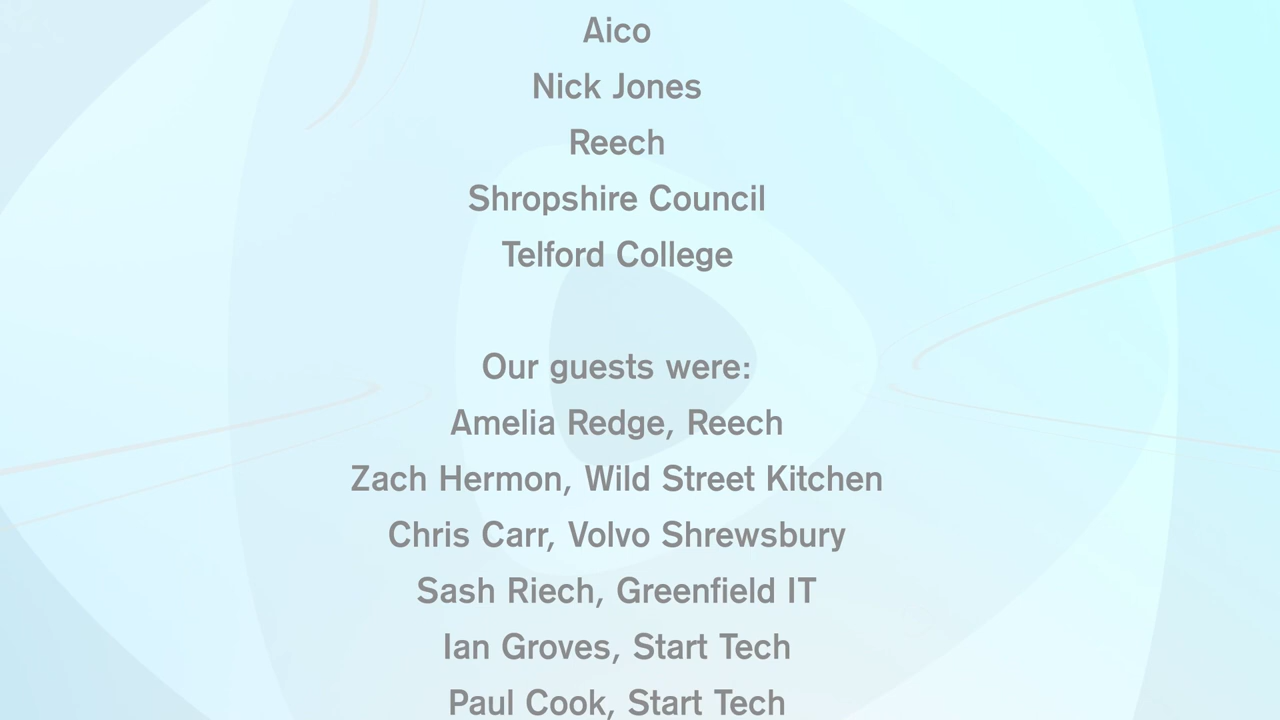 Aico
Nick Jones
Reech
Shropshire Council
Telford College
Our guests were:
Amelia Redge, Reech
Zach Hermon, Wild Street Kitchen
Chris Carr, Volvo Shrewsbury
Sash Riech, Greenfield IT
Ian Groves, Start Tech
Paul Cook, Start Tech